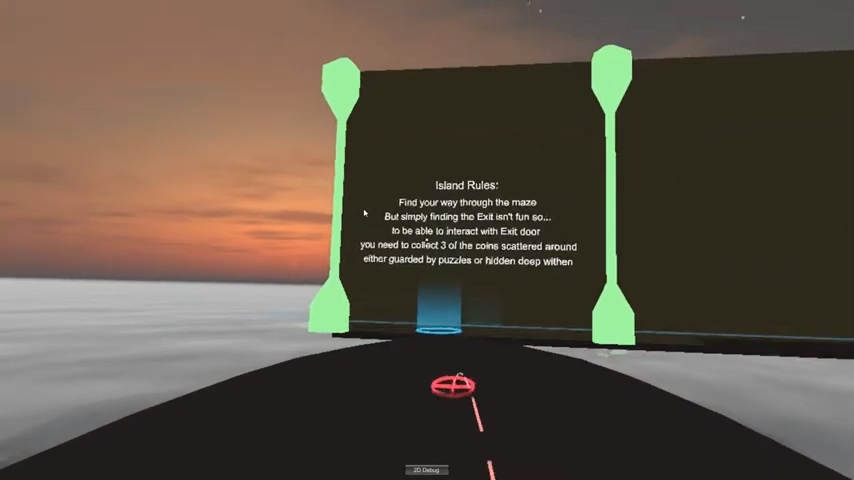 Island Rules:
Find your way through the maze
But simply finding the Exit isn't fun so...
to be able to interact with Exit door
you need to collect 3 of the coins scattered around
either guarded by puzzles or hidden deep withen
2D Debug